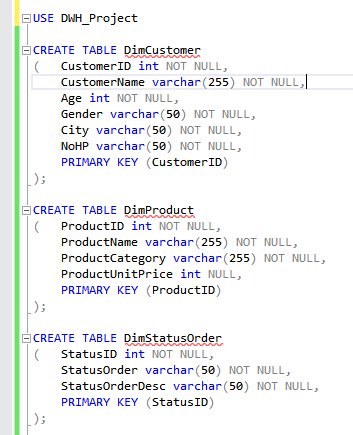 USE DWH_Project
CREATE TABLE DimCustomer
( CustomerID int NOT NULL,
CustomerName varchar(255) NOT NULL,
Age int NOT NULL,
Gender varchar(50) NOT NULL,
City varchar(50) NOT NULL,
NoHP varchar(50) NOT NULL,
PRIMARY KEY (CustomerID)
);
CREATE TABLE DimProduct
( ProductID int NOT NULL,
ProductName varchar(255) NOT NULL,
ProductCategory varchar(255) NOT NULL,
ProductUnitPrice int NULL,
PRIMARY KEY (ProductID)
);
CREATE TABLE DimStatusOrder
( StatusID int NOT NULL,
StatusOrder varchar(50) NOT NULL,
StatusOrderDesc varchar(50) NOT NULL,
PRIMARY KEY (StatusID)
);